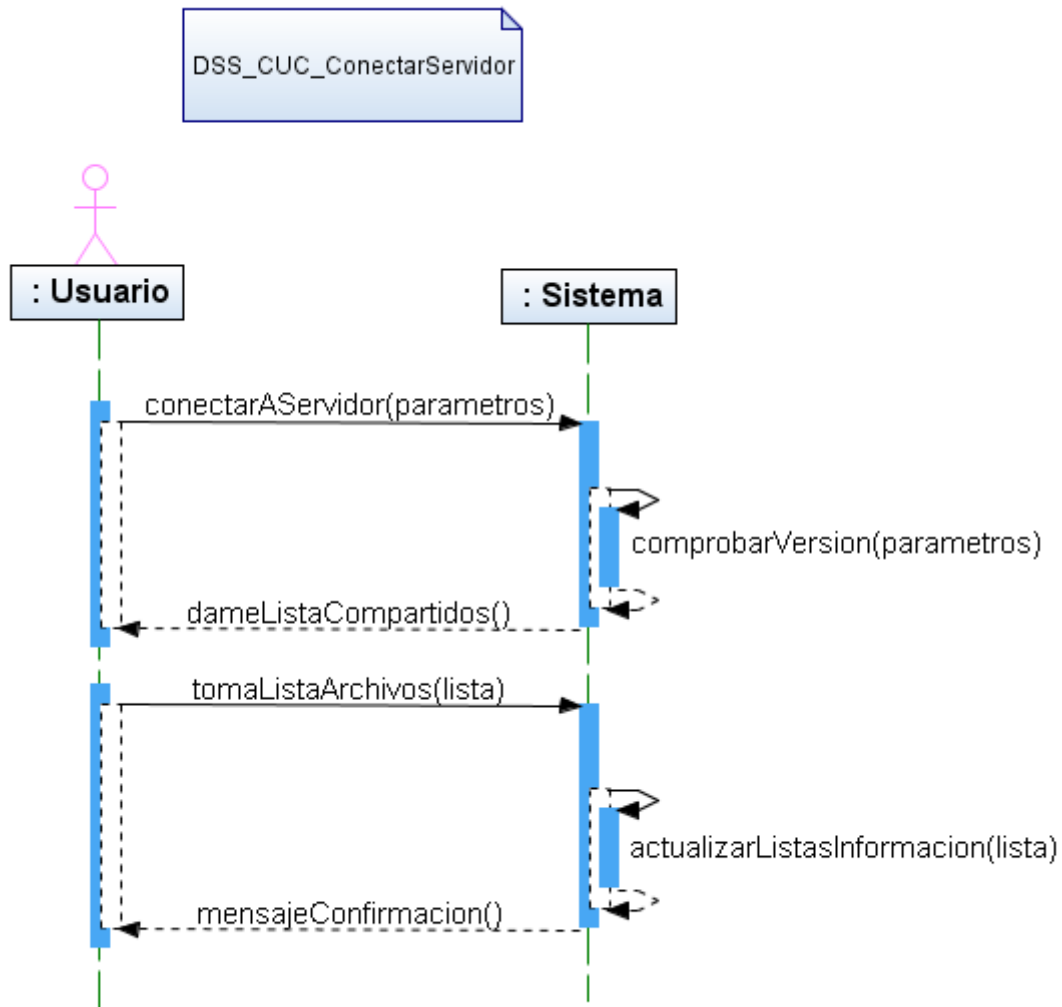 DSS_CUC_ConectarServidor
: Usuario
: Sistema
conectarAServidor(parametros)
comprobarVersion(parametros)
dameListaCompartidos()
tomaListaArchivos(lista)
actualizarListasInformacion(lista)
mensajeConfirmacion()